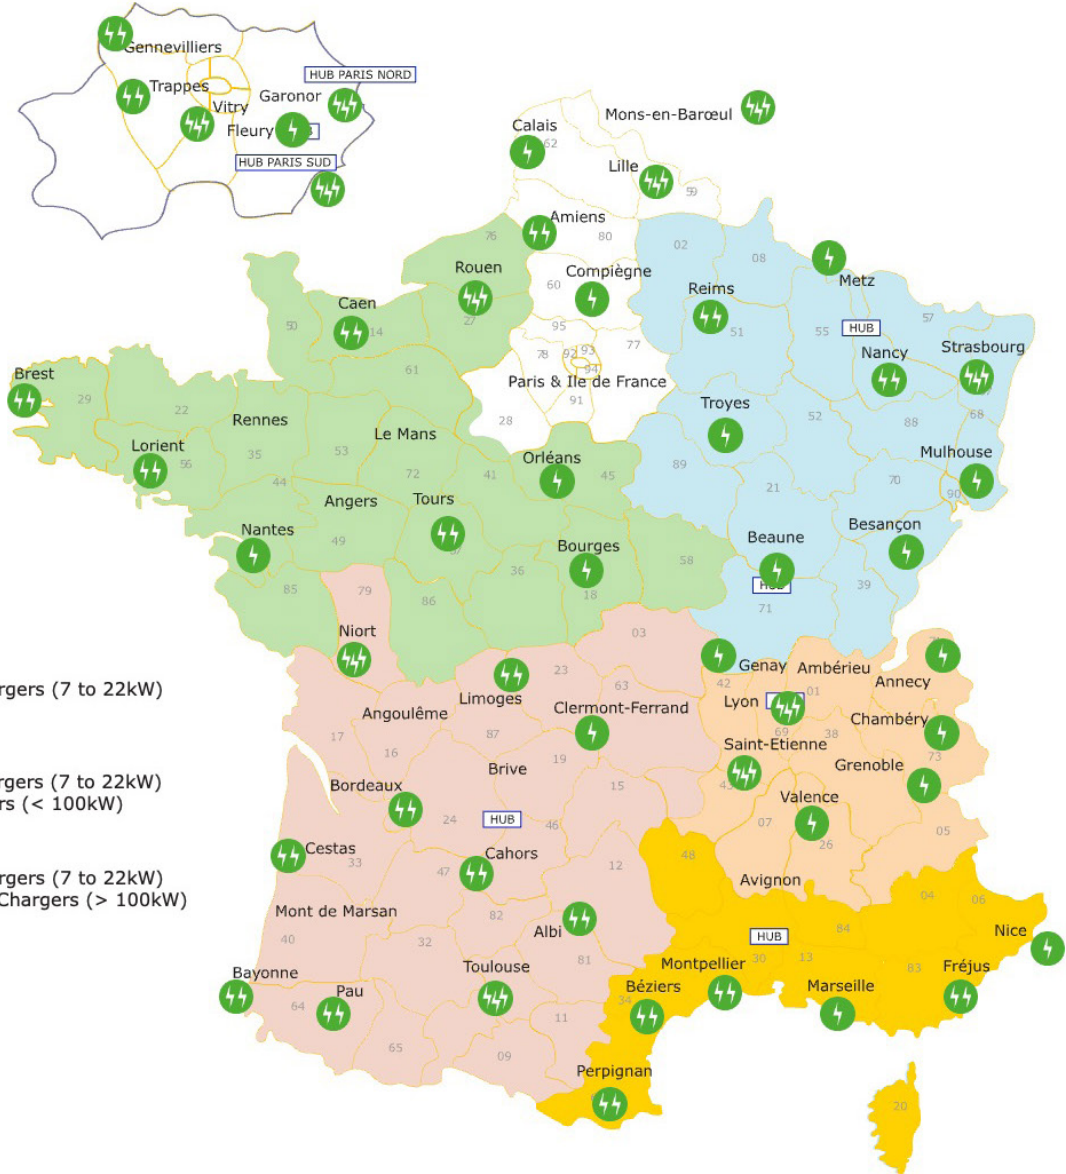 Gennevilliers
HUB PARIS NORD
Trappes
Garonor
Vitry
Fleury
HUB PARIS SUD
Mons-en-Barœul
Calais
62
Lille
59
Amiens
76
80
02
08
Rouen
Compiègne
60
Metz
Reims
Caen
27
50
14
95
51
55
HUB
57
77
78
92
93
94
Nancy
Strasbourg
Brest
61
Paris & Ile de France
29
91
22
28
Troyes
52
88
68
Rennes
Le Mans
Lorient
56
35
53
Orléans
Mulhouse
72
41
45
89
44
21
70
90
Angers
Tours
Nantes
49
Bourges
Beaune
Besançon
58
36
39
85
79
86
18
HUB
71
Niort
03
23
Genay
Ambérieu
rgers (7 to 22kW)
63
42
01
Annecy
Limoges
Clermont-Ferrand
Lyon
Angoulême
Chambéry
17
87
69
38
16
Saint-Etienne
19
73
Brive
Grenoble
rgers (7 to 22kW)
Bordeaux
15
43
Valence
rs (< 100kW)
24
HUB
46
07
05
26
Cestas
33
Cahors
48
47
12
rgers (7 to 22kW)
Avignon
Chargers (> 100kW)
04
06
Mont de Marsan
82
Albi
84
Nice
40
32
HUB
81
30
13
Bayonne
Toulouse
Montpellier
83
Fréjus
Pau
Béziers
Marseille
64
34
11
65
09
Perpignan
20